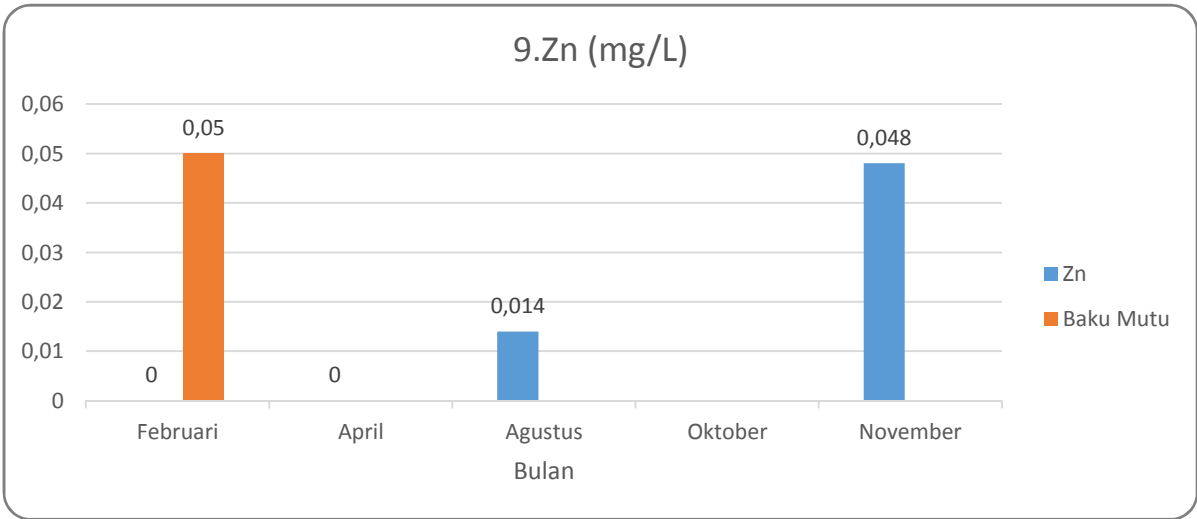 9.Zn (mg/L)
0,06
0,05
0,04
0,03
0,02
0,01
0
0
0,05
0
0,014
0,048
Februari
April
Agustus
Oktober
November
Bulan
Zn
Baku Mutu